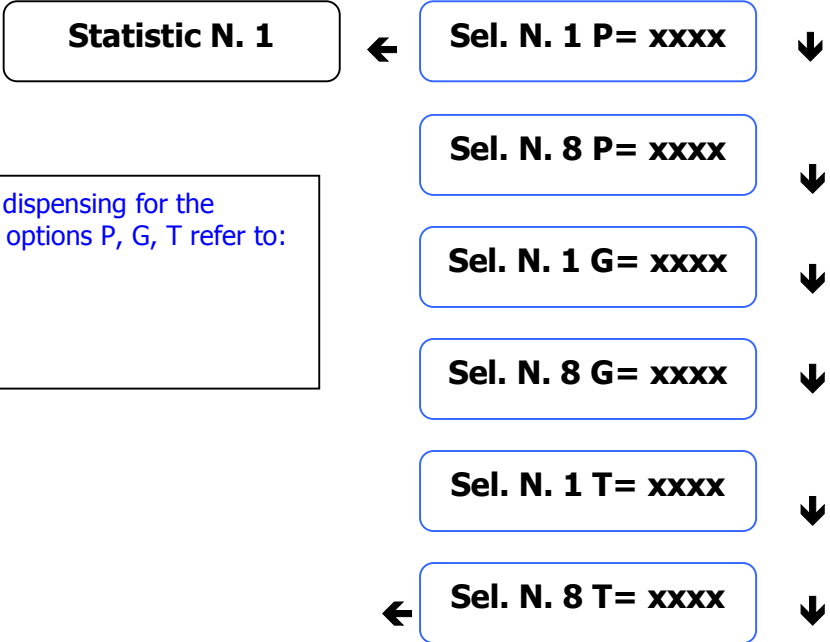 Statistic N. 1
Sel. N. 1 P= xxxx
Sel. N. 8 P= xxxx
dispensing for the
options P, G, T refer to:
Sel. N. 1 G= xxxx
Sel. N. 8 G= xxxx
Sel. N. 1 T= xxxx
Sel. N. 8 T= xxxx